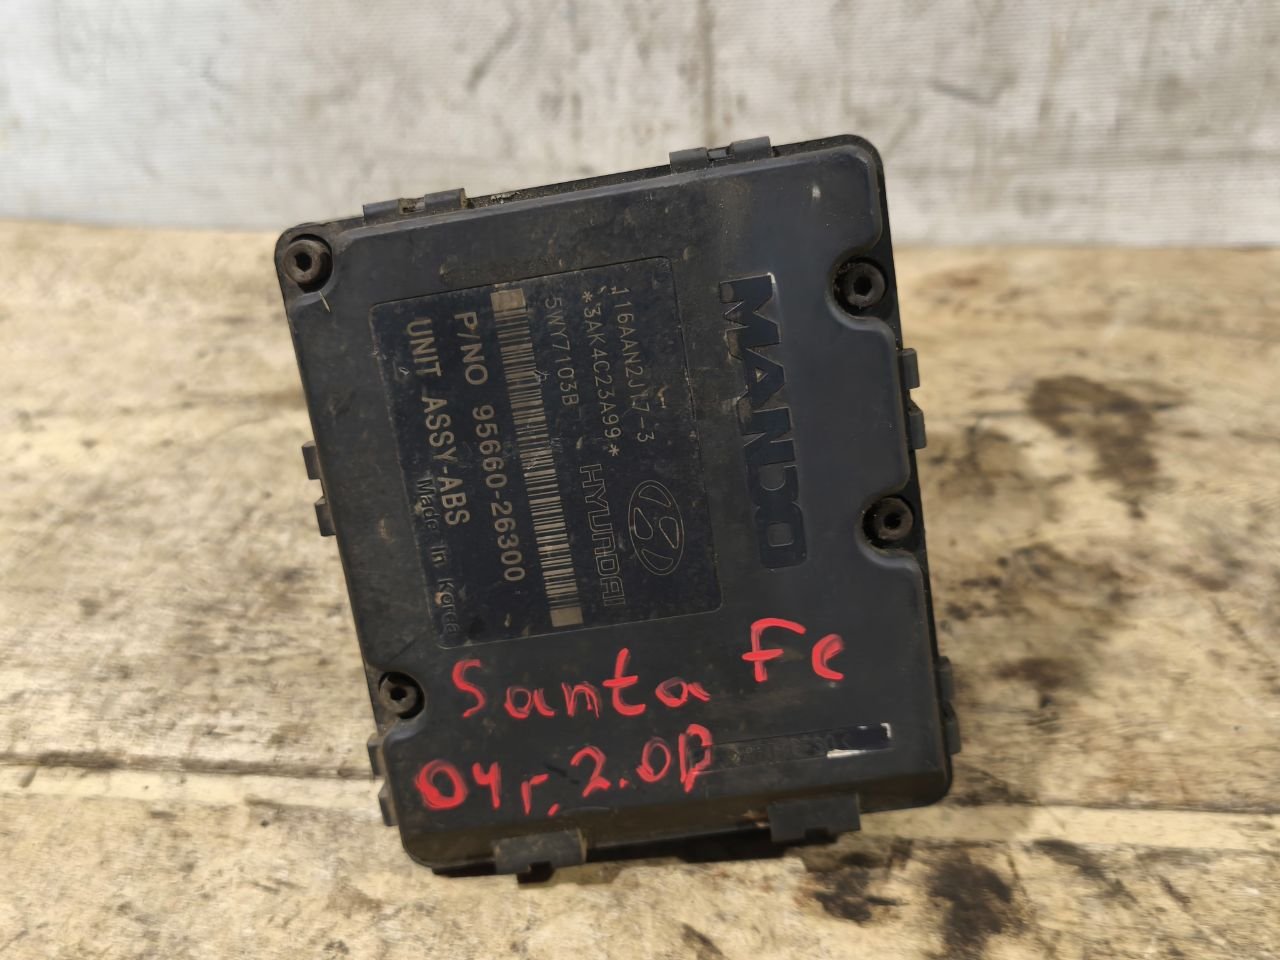 MANDO
116AAN2J17-3
*3AK4C23A99*
5WY7103B
HYUNDAI
P/NO 95660-26300
UNIT ASSY-ABS
Made in Korea
Santa Fe
04г. 2.0D